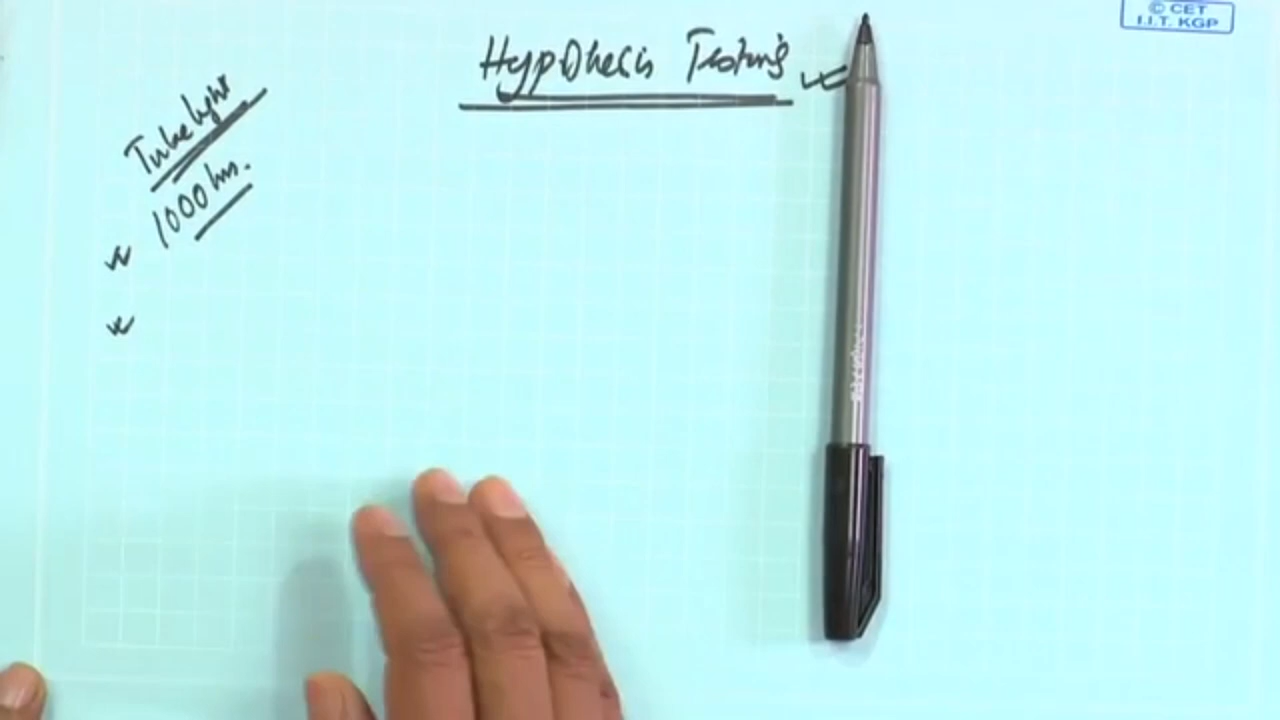 Hypothesis Testing
© CET
I.I.T. KGP
Tubelight
1000 hrs.